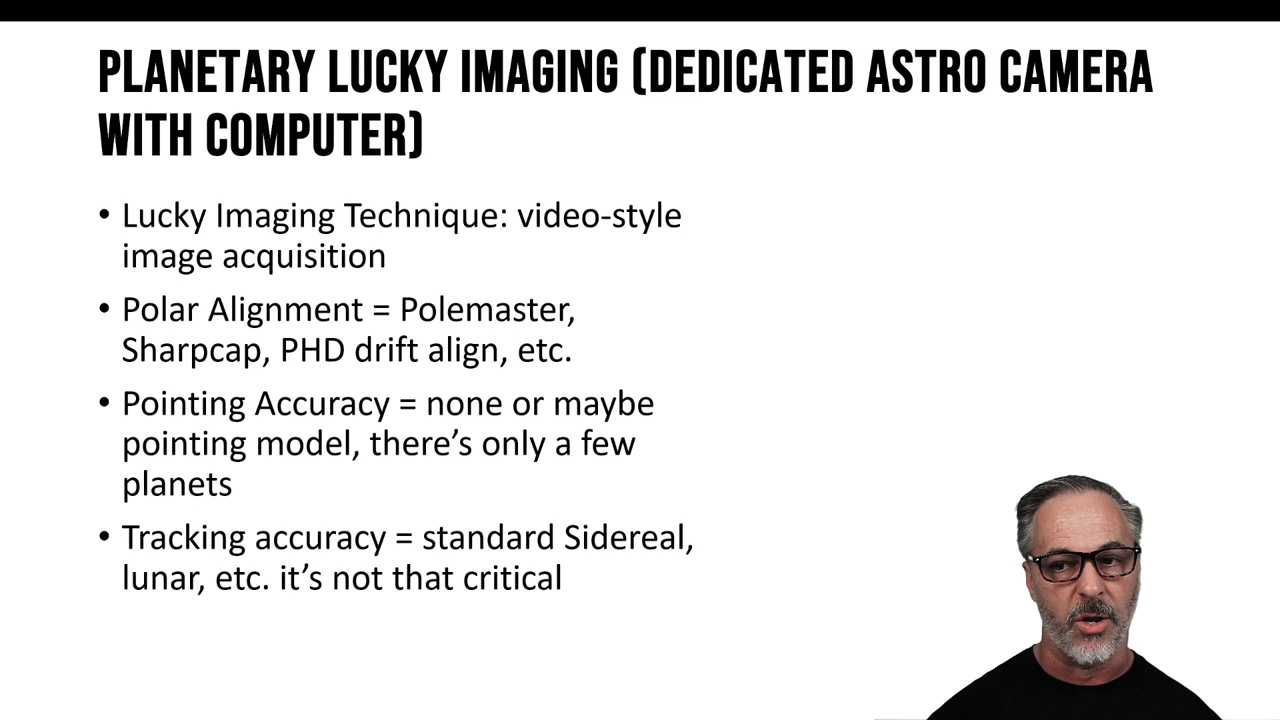 PLANETARY LUCKY IMAGING (DEDICATED ASTRO CAMERA
WITH COMPUTER)
• Lucky Imaging Technique: video-style
image acquisition
• Polar Alignment = Polemaster,
Sharpcap, PHD drift align, etc.
• Pointing Accuracy = none or maybe
pointing model, there’s only a few
planets
• Tracking accuracy = standard Sidereal,
lunar, etc. it’s not that critical